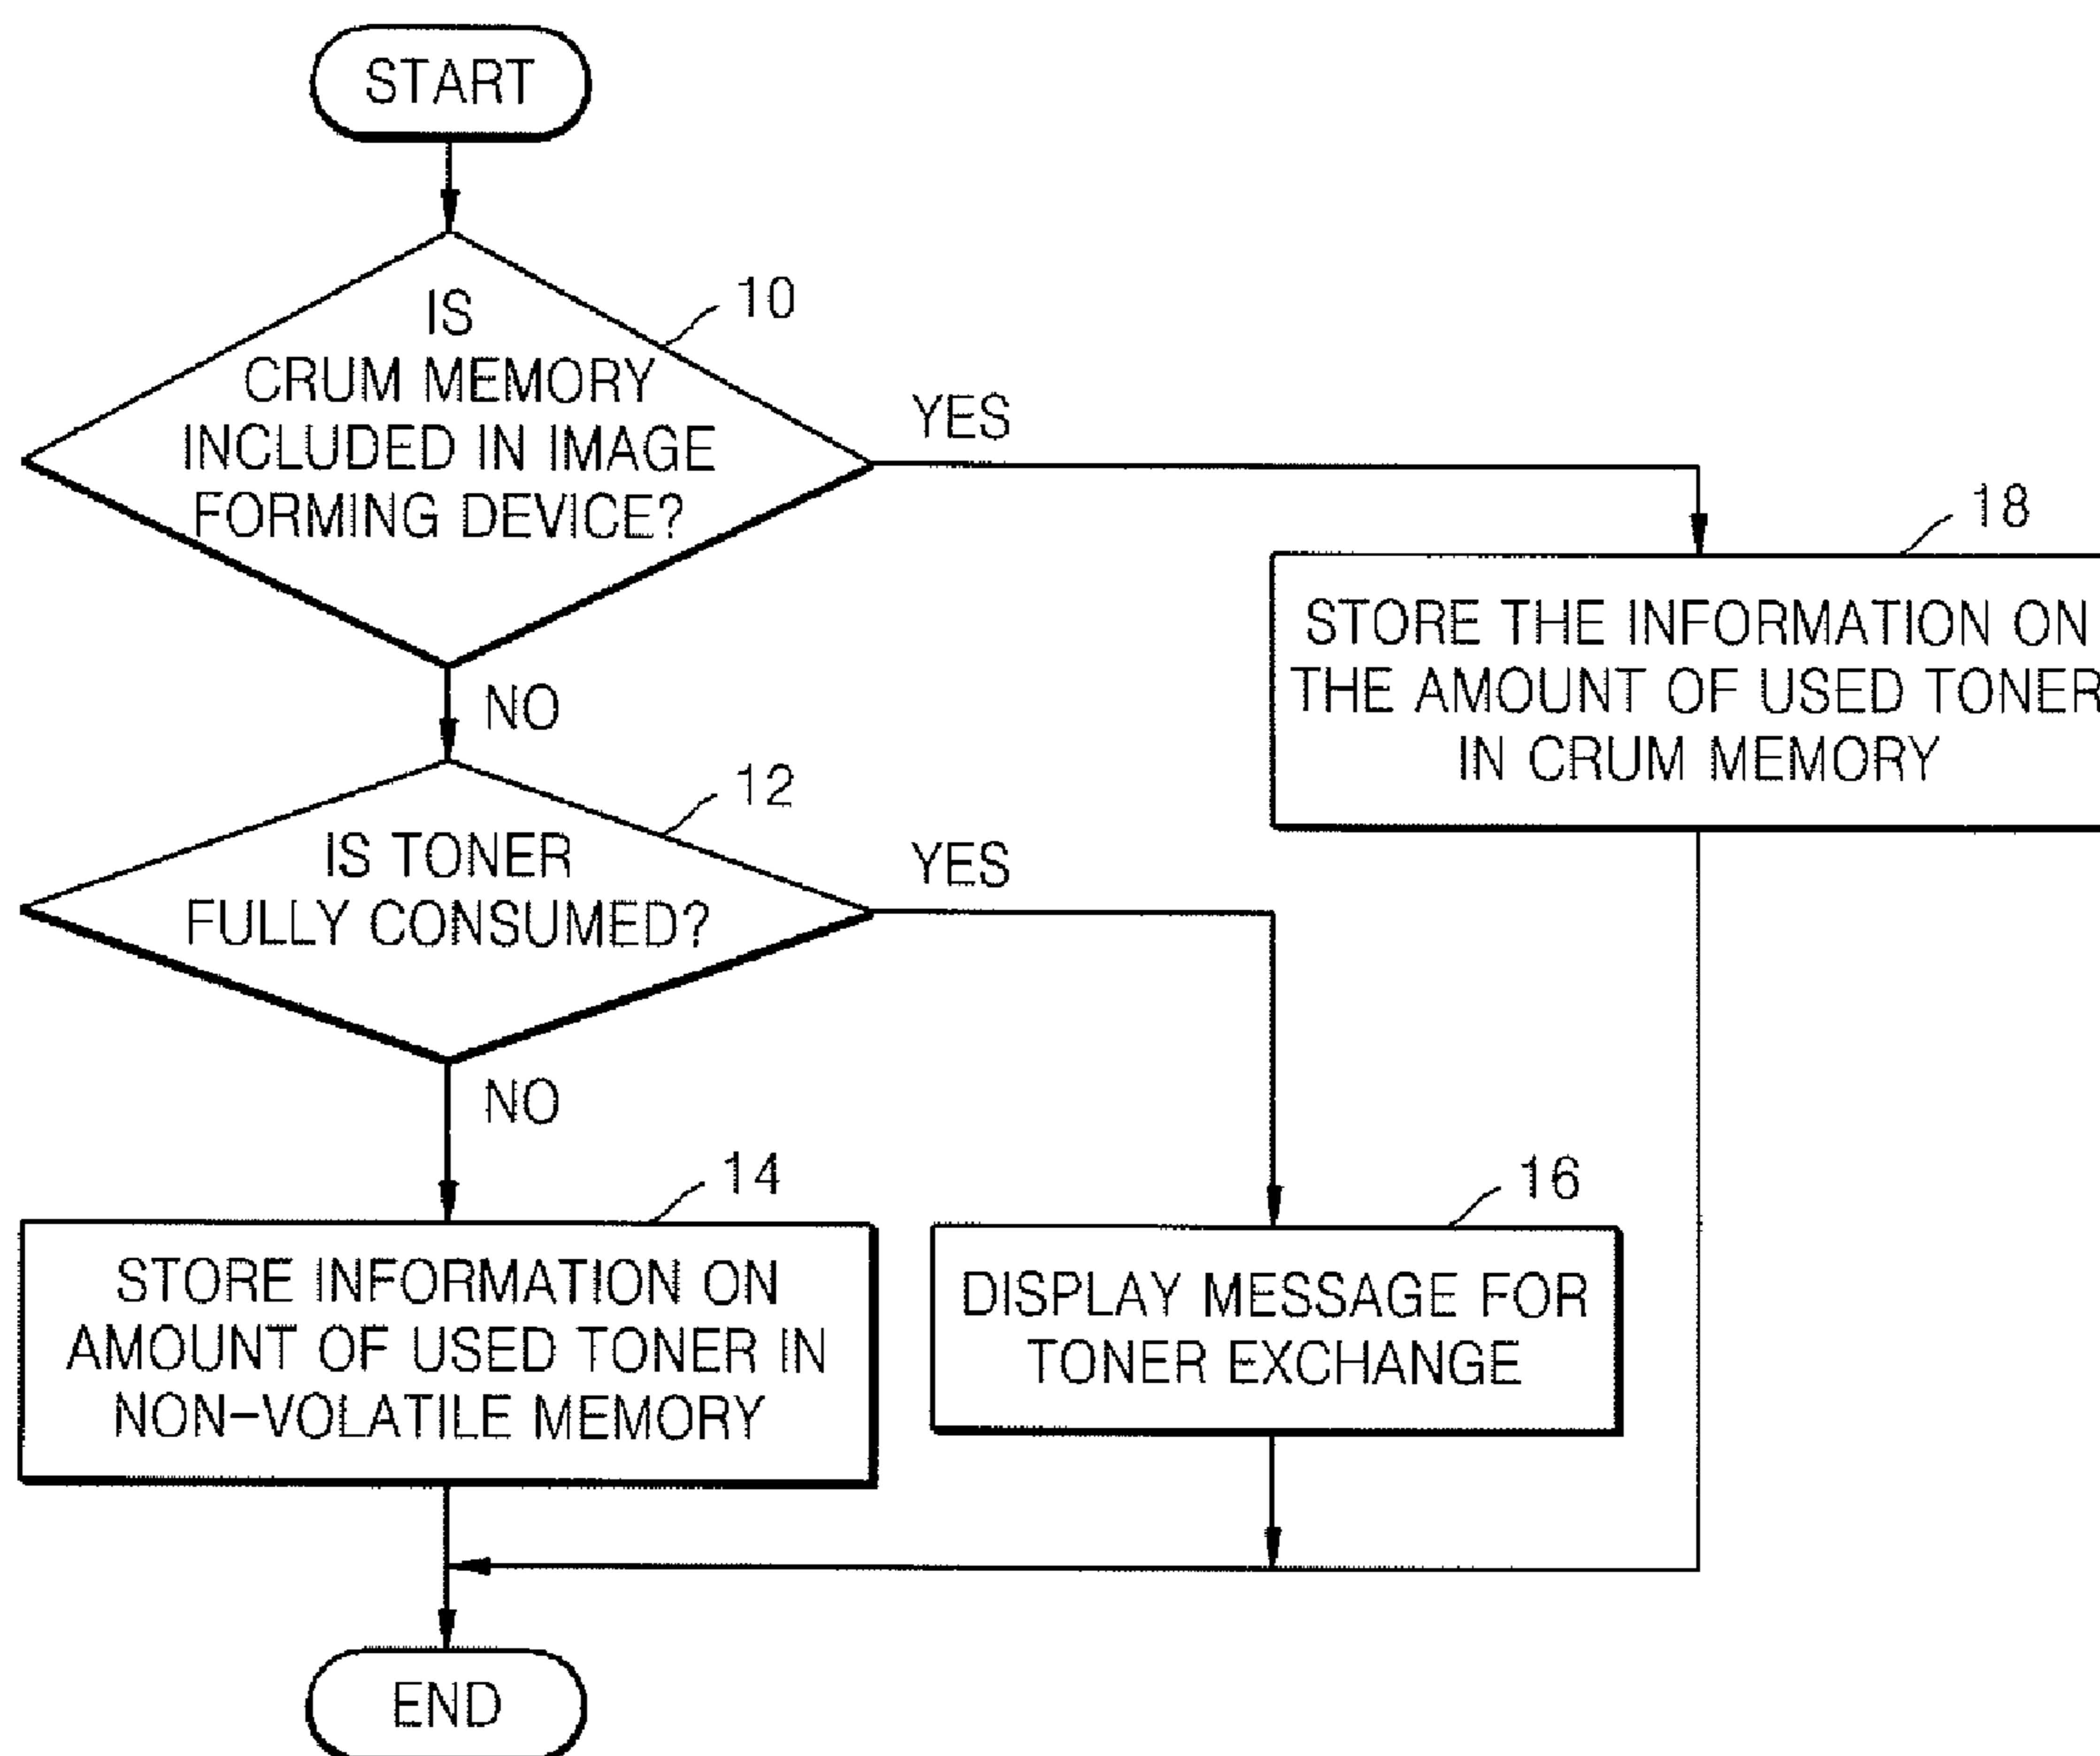 START
IS
CRUM MEMORY
INCLUDED IN IMAGE
FORMING DEVICE?
10
YES
NO
18
STORE THE INFORMATION ON
THE AMOUNT OF USED TONER
IN CRUM MEMORY
IS TONER
FULLY CONSUMED?
12
YES
NO
14
STORE INFORMATION ON
AMOUNT OF USED TONER IN
NON-VOLATILE MEMORY
16
DISPLAY MESSAGE FOR
TONER EXCHANGE
END